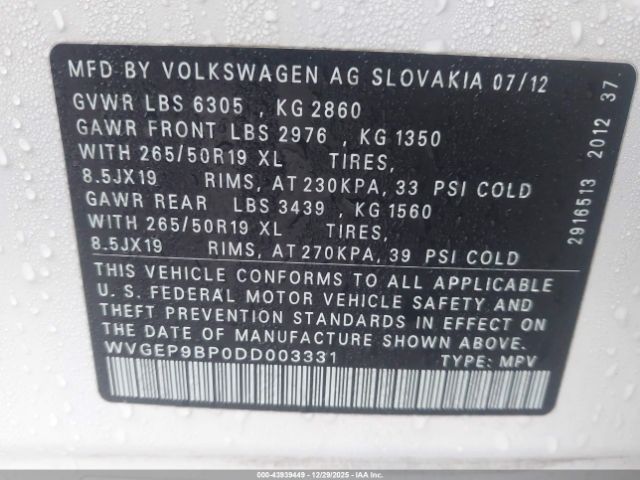 MFD BY VOLKSWAGEN AG SLOVAKIA 07/12
GVWR LBS 6305 , KG 2860
GAWR FRONT LBS 2976 , KG 1350
WITH 265/50R19 XL TIRES,
8.5JX19 RIMS, AT 230KPA, 33 PSI COLD
GAWR REAR LBS 3439 , KG 1560
WITH 265/50R19 XL TIRES,
8.5JX19 RIMS, AT 270KPA, 39 PSI COLD
THIS VEHICLE CONFORMS TO ALL APPLICABLE
U. S. FEDERAL MOTOR VEHICLE SAFETY AND
THEFT PREVENTION STANDARDS IN EFFECT ON
THE DATE OF MANUFACTURE SHOWN ABOVE.
WVGEP9BP0DD003331 TYPE: MPV
2916513 2012 37
000-43939449 - 12/29/2025 - IAAI.COM